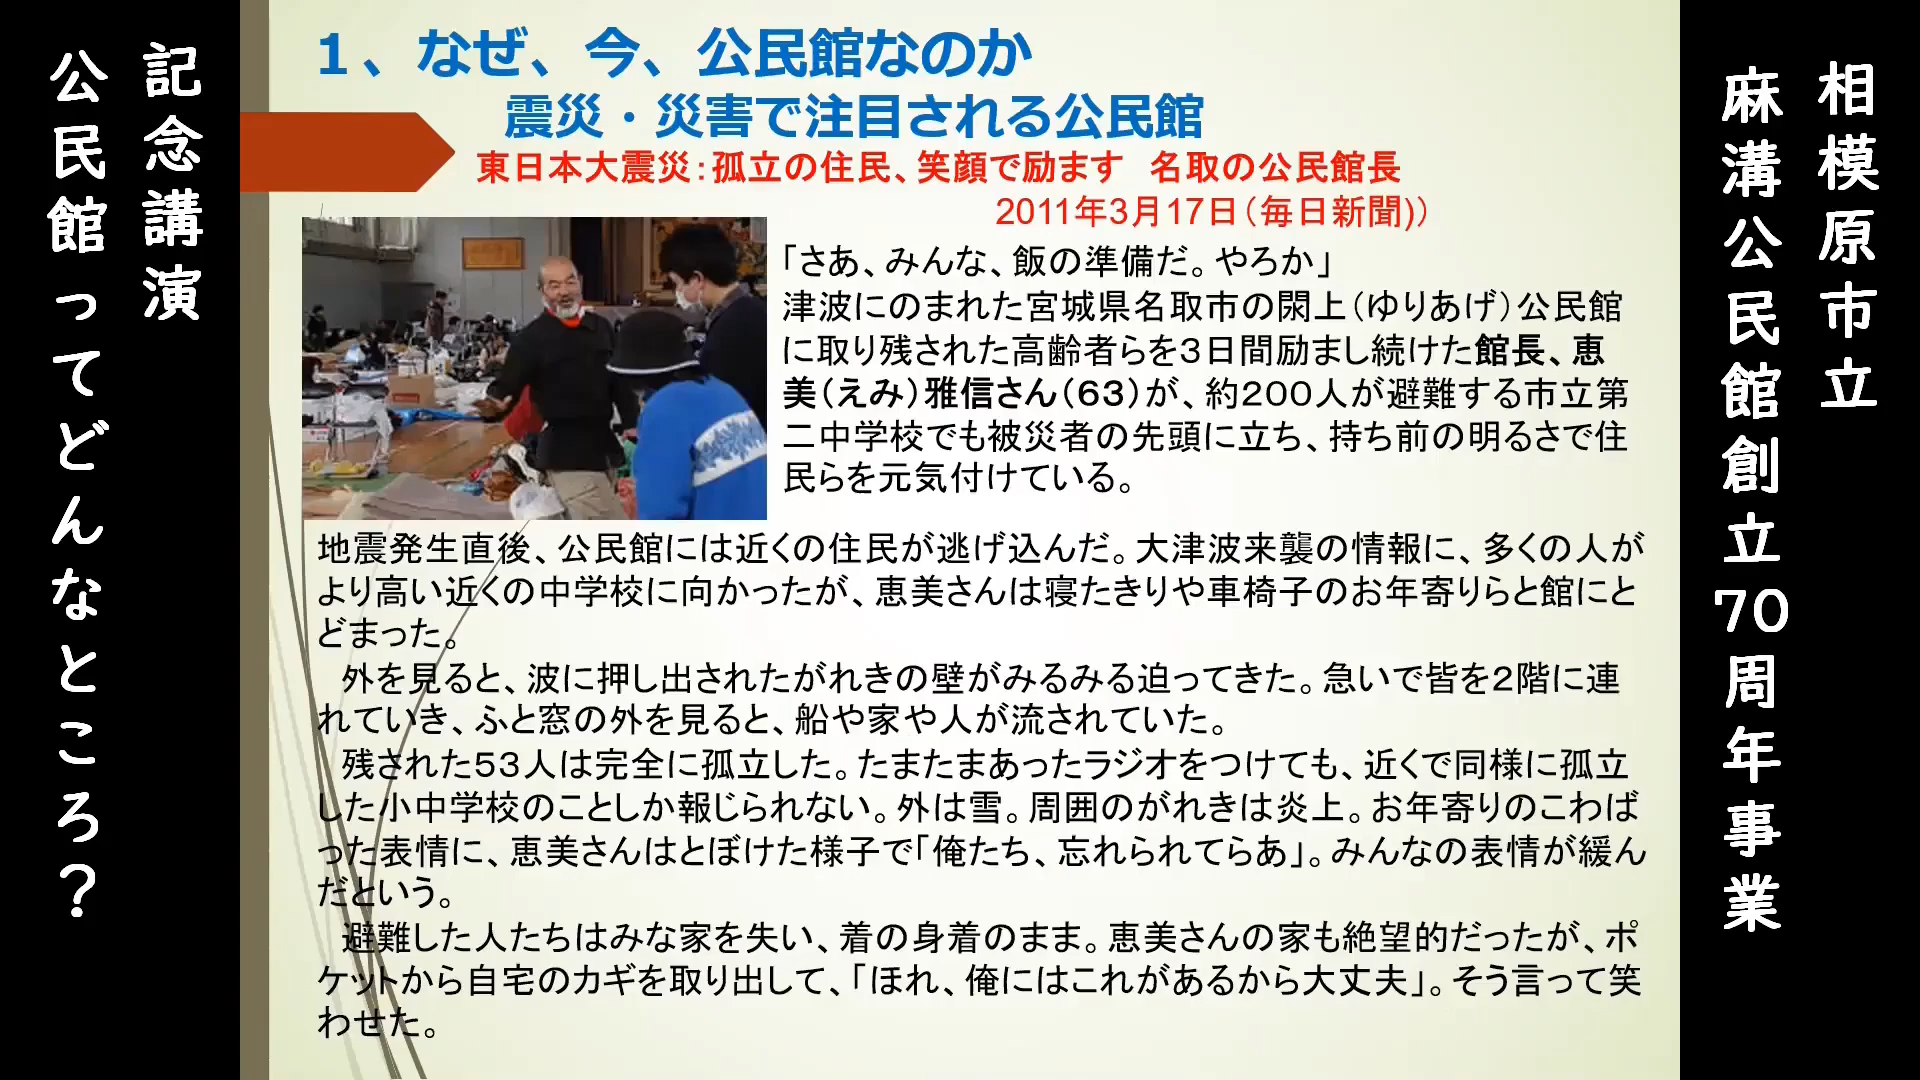 相模原市立
麻溝公民館創立70周年事業
記念講演
公民館ってどんなところ？
１、なぜ、今、公民館なのか
震災・災害で注目される公民館
東日本大震災：孤立の住民、笑顔で励ます　名取の公民館長
2011年3月17日（毎日新聞)）
「さあ、みんな、飯の準備だ。やろか」
津波にのまれた宮城県名取市の閖上（ゆりあげ）公民館
に取り残された高齢者らを３日間励まし続けた館長、恵
美（えみ）雅信さん（６３）が、約２００人が避難する市立第
二中学校でも被災者の先頭に立ち、持ち前の明るさで住
民らを元気付けている。
地震発生直後、公民館には近くの住民が逃げ込んだ。大津波来襲の情報に、多くの人が
より高い近くの中学校に向かったが、恵美さんは寝たきりや車椅子のお年寄りらと館にと
どまった。
外を見ると、波に押し出されたがれきの壁がみるみる迫ってきた。急いで皆を２階に連
れていき、ふと窓の外を見ると、船や家や人が流されていた。
残された５３人は完全に孤立した。たまたまあったラジオをつけても、近くで同様に孤立
した小中学校のことしか報じられない。外は雪。周囲のがれきは炎上。お年寄りのこわば
った表情に、恵美さんはとぼけた様子で「俺たち、忘れられてらあ」。みんなの表情が緩ん
だという。
避難した人たちはみな家を失い、着の身着のまま。恵美さんの家も絶望的だったが、ポ
ケットから自宅のカギを取り出して、「ほれ、俺にはこれがあるから大丈夫」。そう言って笑
わせた。